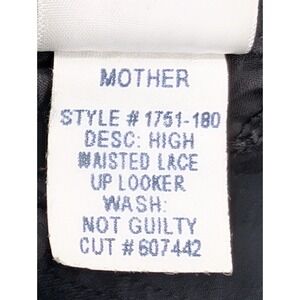 MOTHER
STYLE # 1751-180
DESC: HIGH
WAISTED LACE
UP LOOKER
WASH:
NOT GUILTY
CUT # 607442